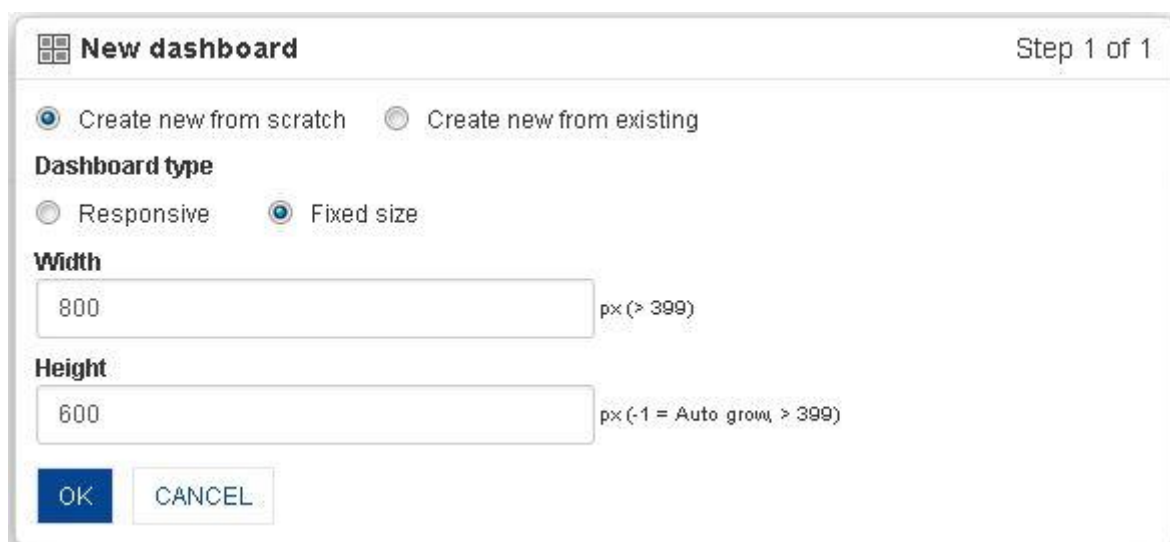 New dashboard Step 1 of 1
Create new from scratch Create new from existing
Dashboard type
Responsive Fixed size
Width
800 px (> 399)
Height
600 px (-1 = Auto grow, > 399)
OK CANCEL